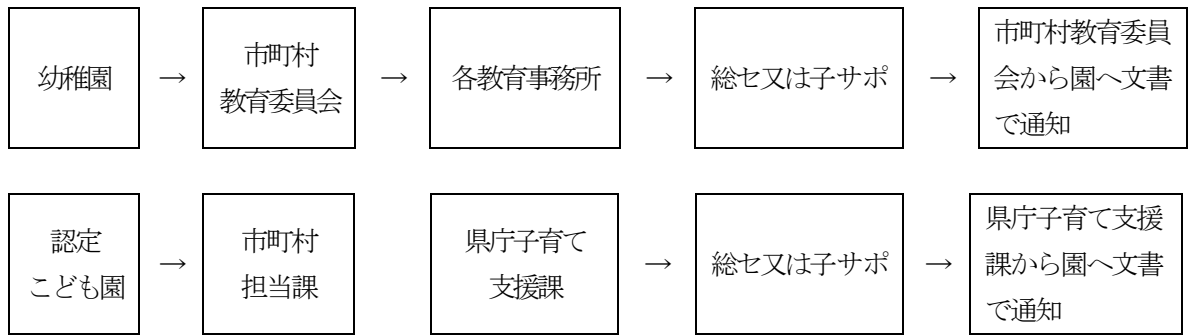 幼稚園
→
市町村
教育委員会
→
各教育事務所
→
総セ又は子サポ
→
市町村教育委員
会から園へ文書
で通知
認定
こども園
→
市町村
担当課
県庁子育て
支援課
→
総セ又は子サポ
→
県庁子育て支援
課から園へ文書
で通知